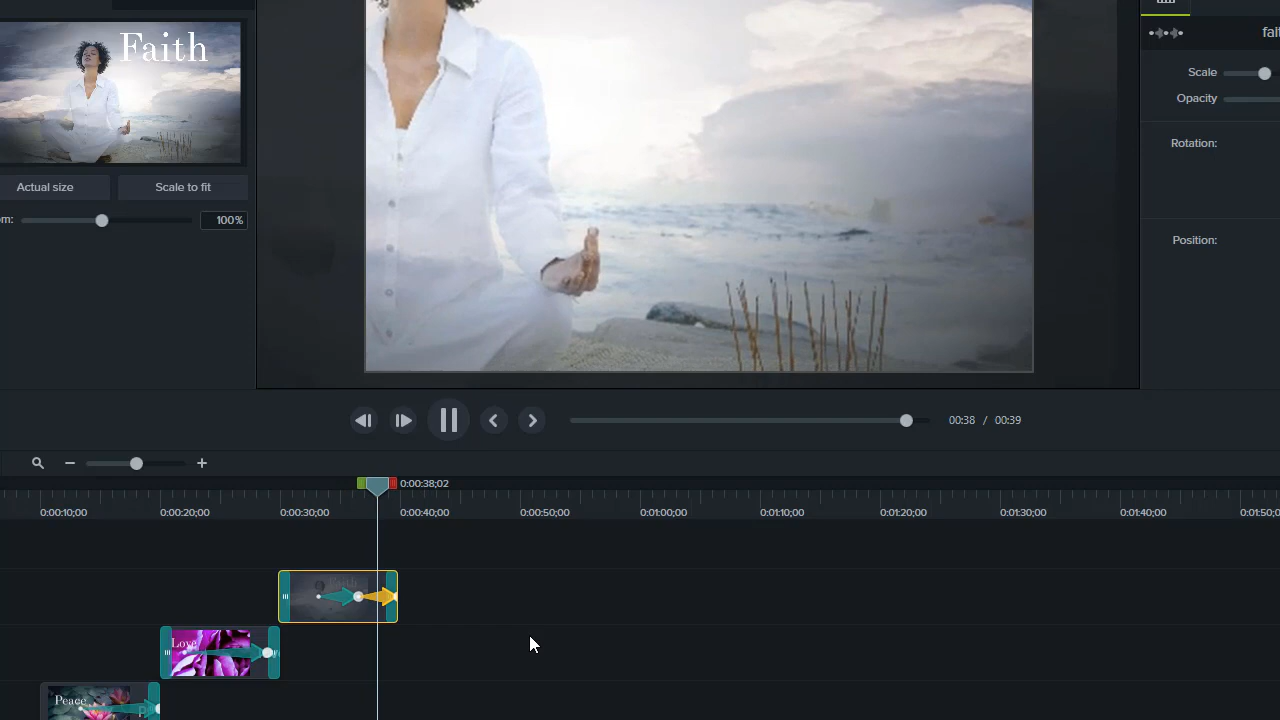 Faith
Actual size
Scale to fit
m:
100%
fai
Scale
Opacity
Rotation:
Position:
00:38 / 00:39
0:00:38;02
0:00:10;00
0:00:20;00
0:00:30;00
0:00:40;00
0:00:50;00
0:01:00;00
0:01:10;00
0:01:20;00
0:01:30;00
0:01:40;00
0:01:50;0
Faith
Love
Peace